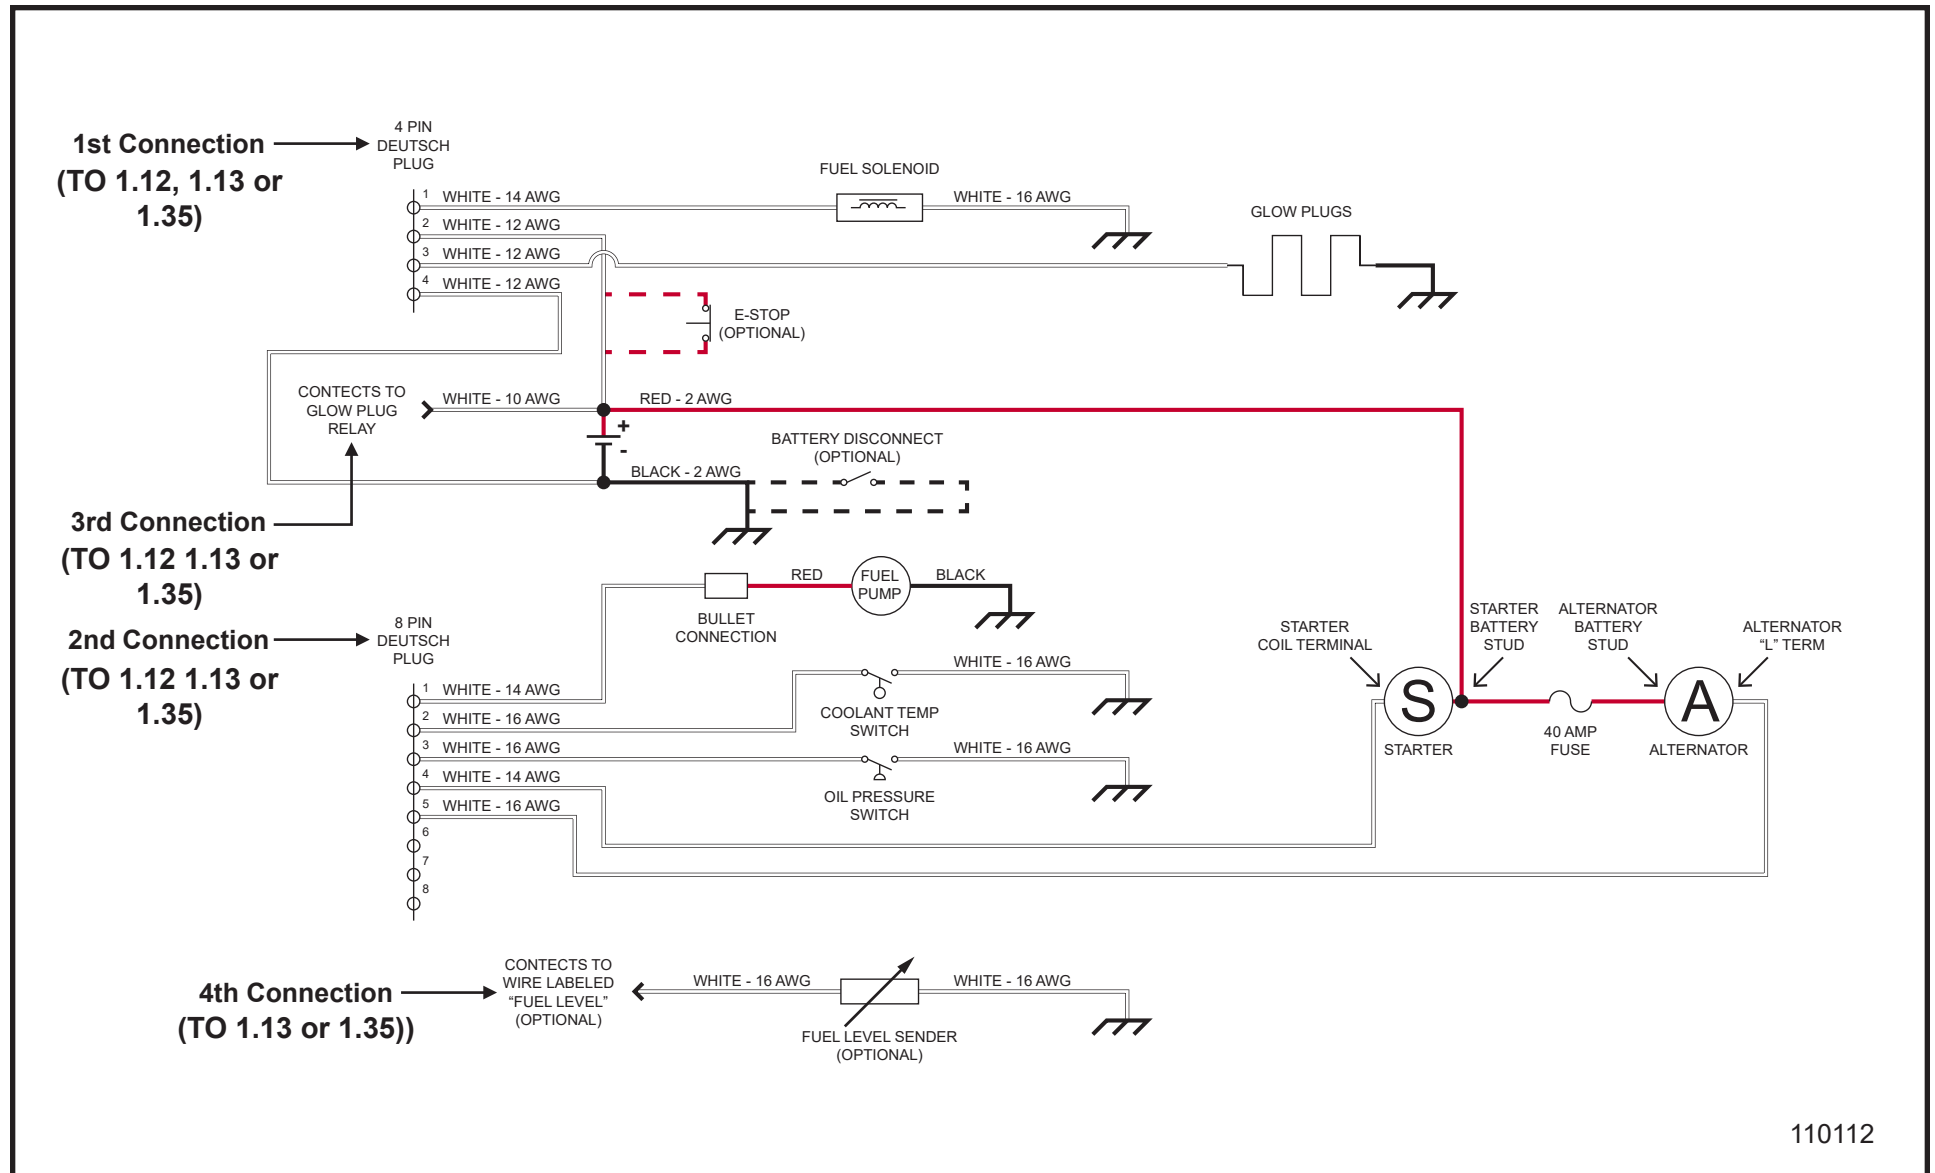 1st Connection
(TO 1.12, 1.13 or
1.35)
4 PIN
DEUTSCH
PLUG
1 WHITE - 14 AWG
2 WHITE - 12 AWG
3 WHITE - 12 AWG
4 WHITE - 12 AWG
FUEL SOLENOID
WHITE - 16 AWG
GLOW PLUGS
E-STOP
(OPTIONAL)
CONTECTS TO
GLOW PLUG
RELAY
WHITE - 10 AWG
RED - 2 AWG
+
-
BATTERY DISCONNECT
(OPTIONAL)
BLACK - 2 AWG
3rd Connection
(TO 1.12 1.13 or
1.35)
BULLET
CONNECTION
RED
FUEL
PUMP
BLACK
2nd Connection
(TO 1.12 1.13 or
1.35)
8 PIN
DEUTSCH
PLUG
1 WHITE - 14 AWG
2 WHITE - 16 AWG
3 WHITE - 16 AWG
4 WHITE - 14 AWG
5 WHITE - 16 AWG
6
7
8
WHITE - 16 AWG
COOLANT TEMP
SWITCH
WHITE - 16 AWG
OIL PRESSURE
SWITCH
STARTER
COIL TERMINAL
STARTER
BATTERY
STUD
ALTERNATOR
BATTERY
STUD
ALTERNATOR
“L” TERM
S
STARTER
40 AMP
FUSE
A
ALTERNATOR
4th Connection
(TO 1.13 or 1.35))
CONTECTS TO
WIRE LABELED
“FUEL LEVEL”
(OPTIONAL)
WHITE - 16 AWG
WHITE - 16 AWG
FUEL LEVEL SENDER
(OPTIONAL)
110112